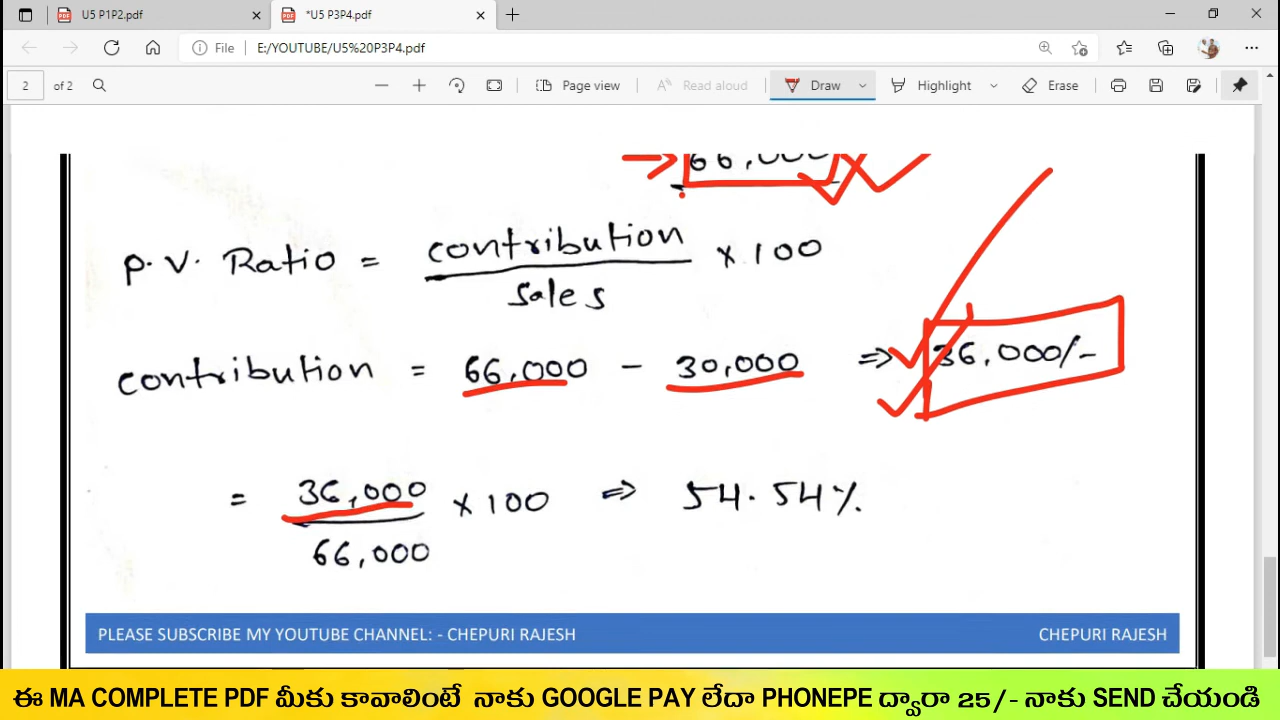 U5 P1P2.pdf
*U5 P3P4.pdf
File E:/YOUTUBE/U5%20P3P4.pdf
2 of 2 Page view Read aloud Draw Highlight Erase
66,000
P.V. Ratio = contribution / sales × 100
contribution = 66,000 - 30,000 ⇒ 36,000/-
= 36,000 / 66,000 × 100 ⇒ 54.54%
PLEASE SUBSCRIBE MY YOUTUBE CHANNEL: - CHEPURI RAJESH CHEPURI RAJESH
ఈ MA COMPLETE PDF మీకు కావాలింటే నాకు GOOGLE PAY లేదా PHONEPE ద్వారా 25/- నాకు SEND చేయండి